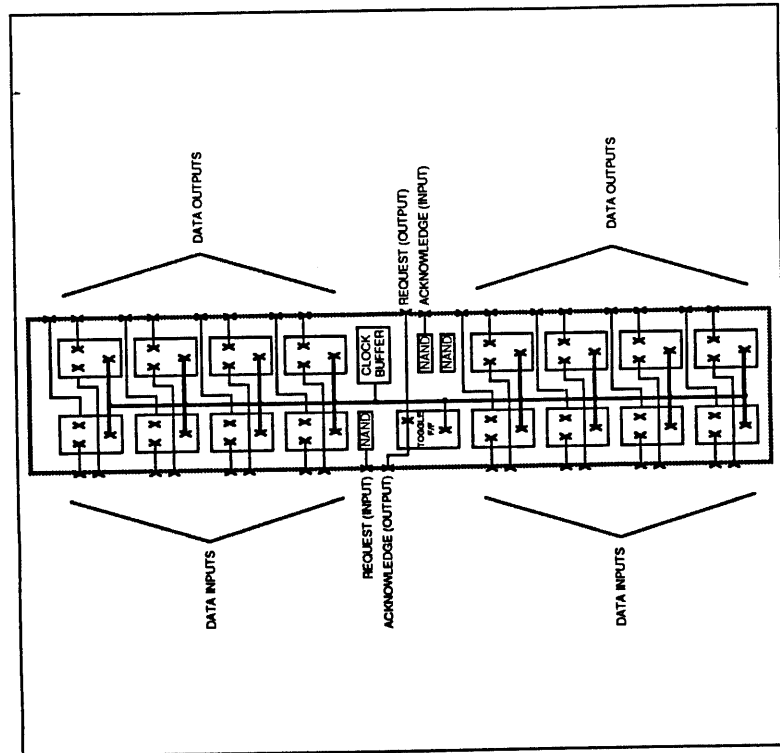 DATA OUTPUTS
DATA OUTPUTS
REQUEST (OUTPUT)
ACKNOWLEDGE (INPUT)
CLOCK
BUFFER
NAND
NAND
NAND
TOGGLE
F/F
REQUEST (INPUT)
ACKNOWLEDGE (OUTPUT)
DATA INPUTS
DATA INPUTS